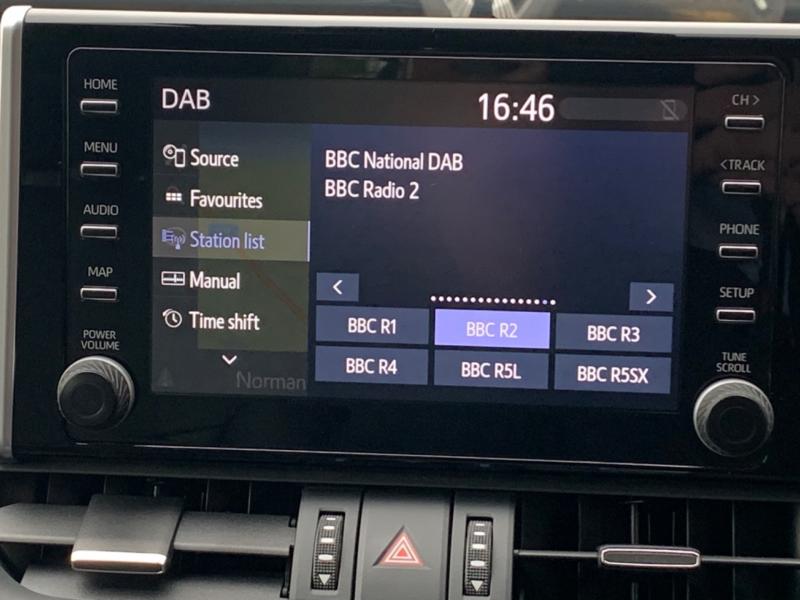 HOME
MENU
AUDIO
MAP
POWER
VOLUME
DAB
16:46
Source
Favourites
Station list
Manual
Time shift
Norman
BBC National DAB
BBC Radio 2
<
>
BBC R1
BBC R2
BBC R3
BBC R4
BBC R5L
BBC R5SX
CH >
< TRACK
PHONE
SETUP
TUNE
SCROLL